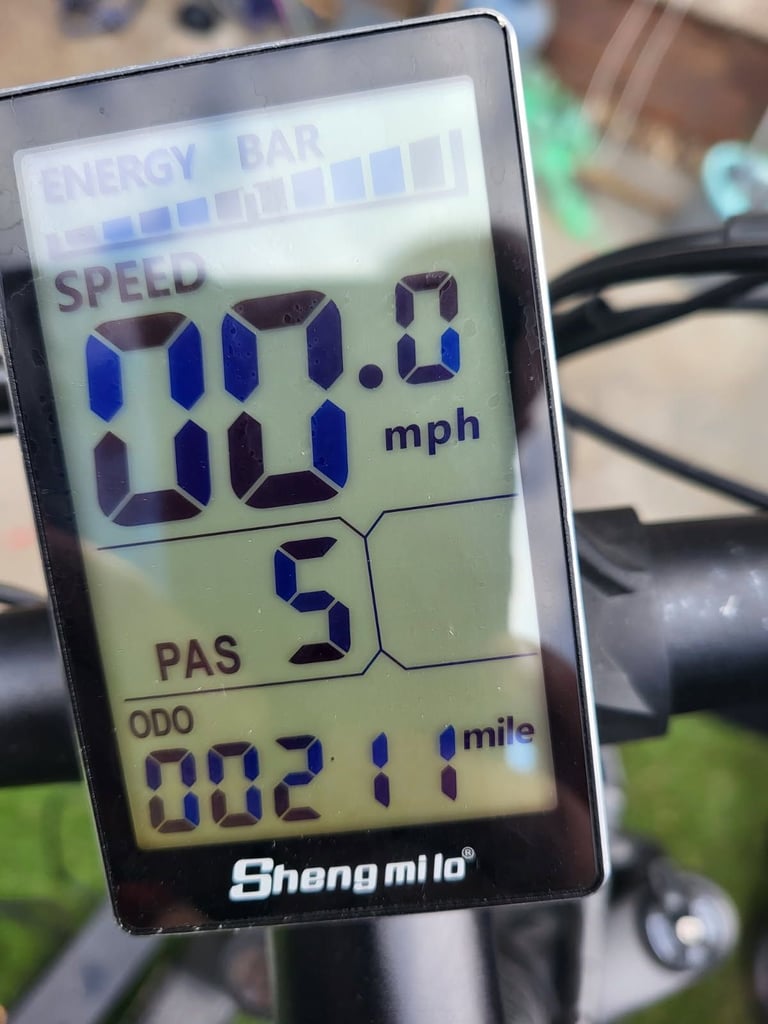 ENERGY BAR
SPEED
00.0 mph
5
PAS
ODO
00211 mile
Shengmilo®